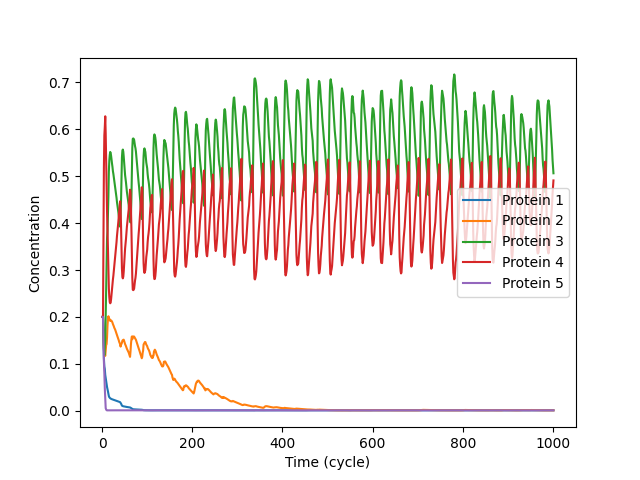 0.7
0.6
0.5
0.4
0.3
0.2
0.1
0.0
Concentration
0
200
400
600
800
1000
Time (cycle)
Protein 1
Protein 2
Protein 3
Protein 4
Protein 5